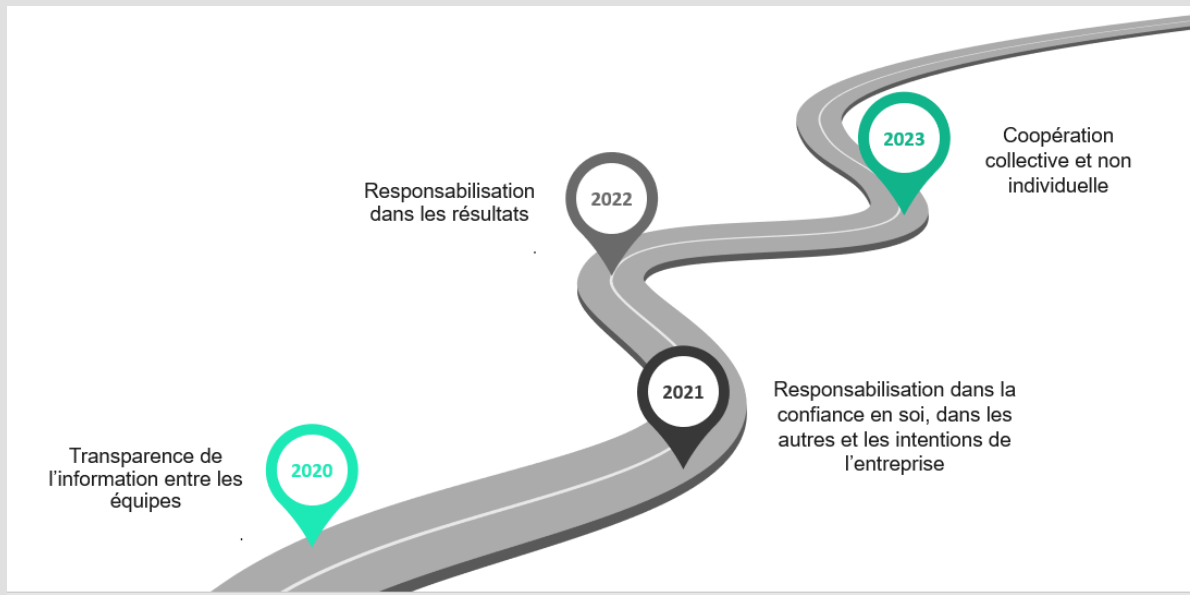 2023
Coopération
collective et non
individuelle
Responsabilisation
dans les résultats
.
2022
2021
Responsabilisation dans la
confiance en soi, dans les
autres et les intentions de
l’entreprise
Transparence de
l’information entre les
équipes
.
2020